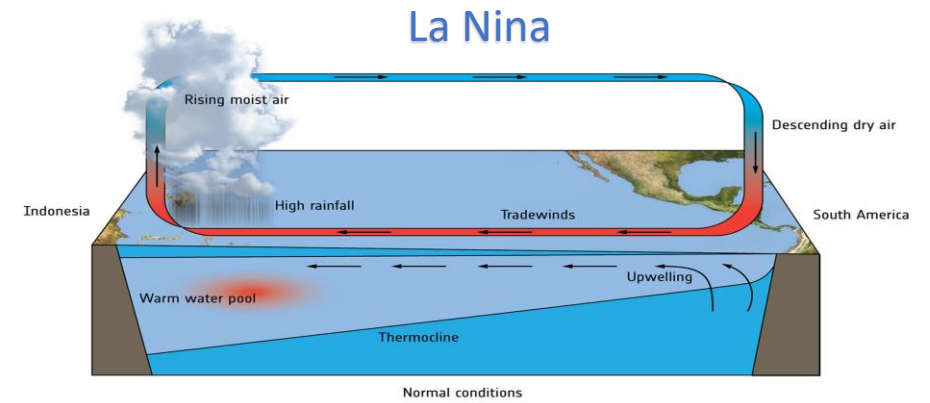 La Nina
Rising moist air
Descending dry air
Indonesia
High rainfall
Tradewinds
South America
Upwelling
Warm water pool
Thermocline
Normal conditions